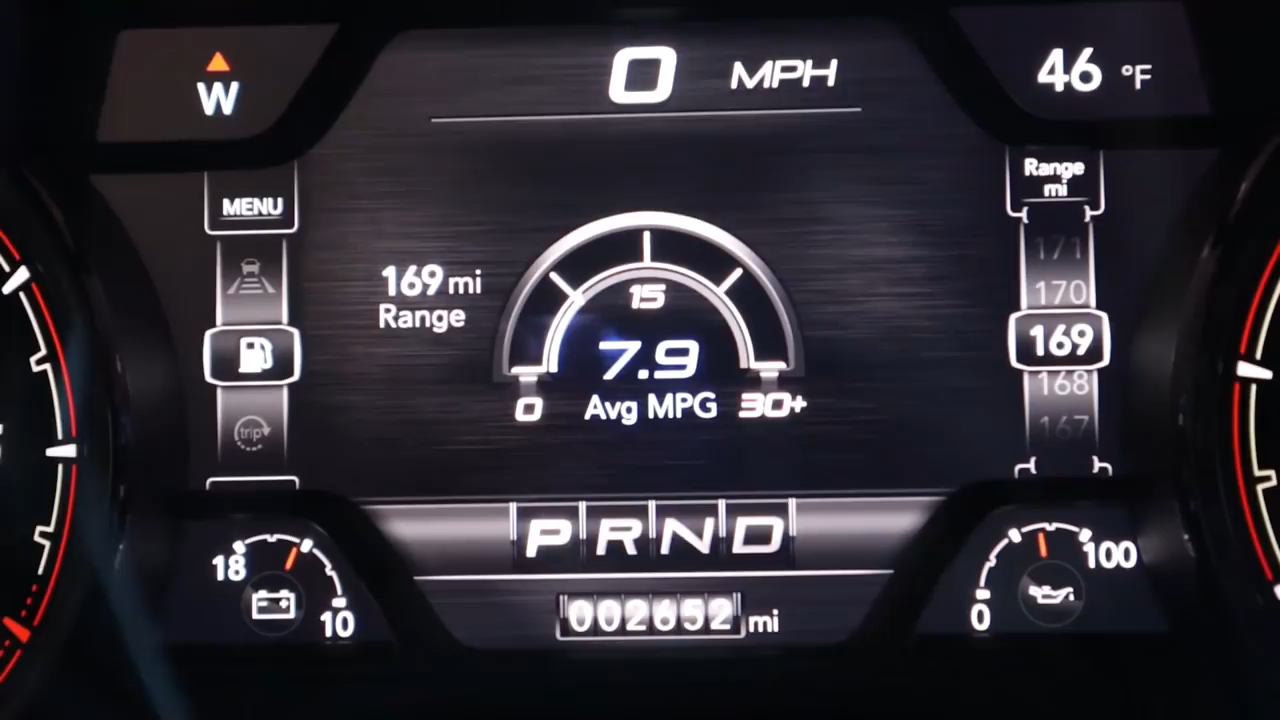 W
0 MPH
46 °F
MENU
Range
mi
171
170
169
168
167
169 mi
Range
15
7.9
0 Avg MPG 30+
trip
P R N D
18
10
0
100
002652 mi